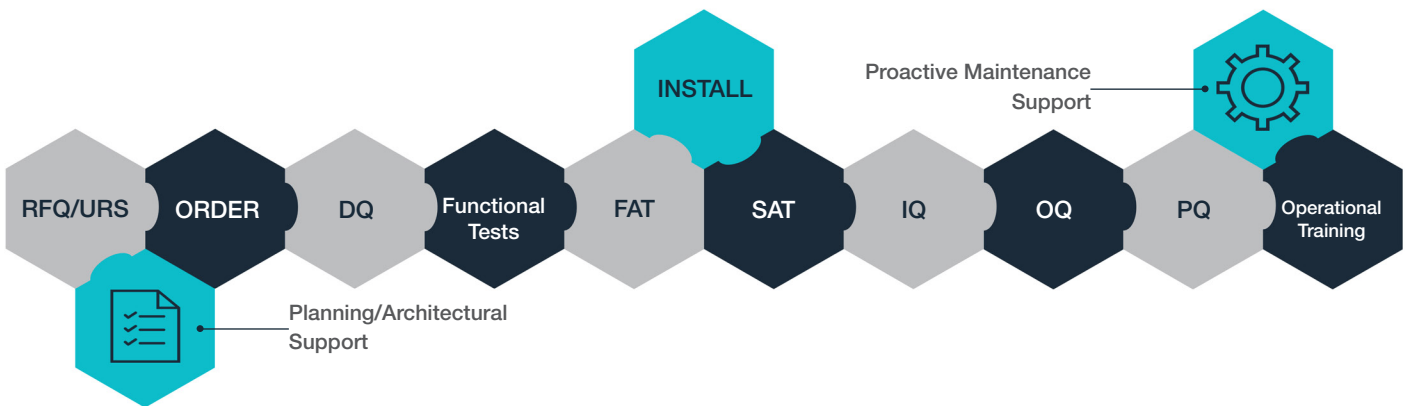 INSTALL
Proactive Maintenance
Support
RFQ/URS
ORDER
DQ
Functional
Tests
FAT
SAT
IQ
OQ
PQ
Operational
Training
Planning/Architectural
Support